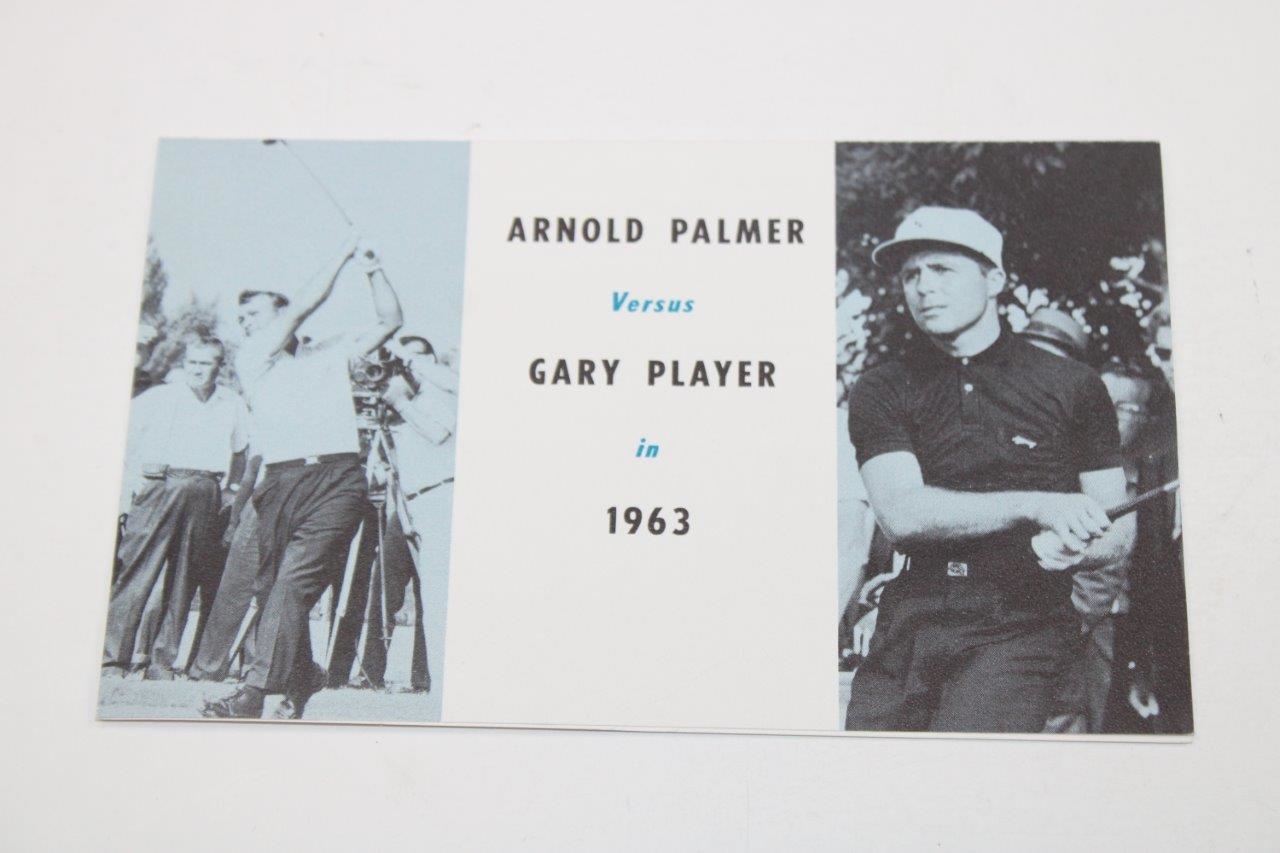 ARNOLD PALMER
Versus
GARY PLAYER
in
1963